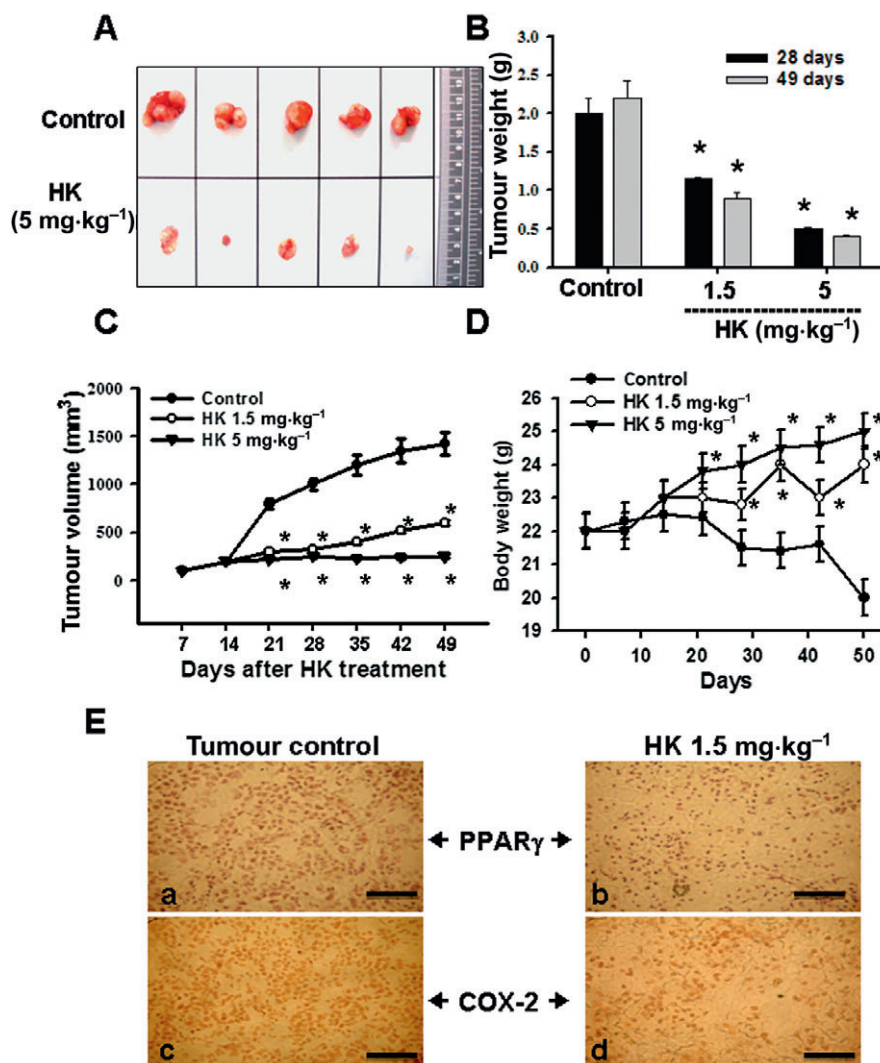 A
Control
HK
(5 mg·kg⁻¹)
B
Tumour weight (g)
3.0
2.5
2.0
1.5
1.0
0.5
0.0
28 days
49 days
*
*
*
*
Control
1.5
5
HK (mg·kg⁻¹)
C
Tumour volume (mm³)
2000
1500
1000
500
0
Control
HK 1.5 mg·kg⁻¹
HK 5 mg·kg⁻¹
* * * * *
* * * * *
7 14 21 28 35 42 49
Days after HK treatment
D
Body weight (g)
26
25
24
23
22
21
20
19
Control
HK 1.5 mg·kg⁻¹
HK 5 mg·kg⁻¹
* * * * *
* * * *
0 10 20 30 40 50
Days
E
Tumour control
HK 1.5 mg·kg⁻¹
PPARγ
a
b
COX-2
c
d